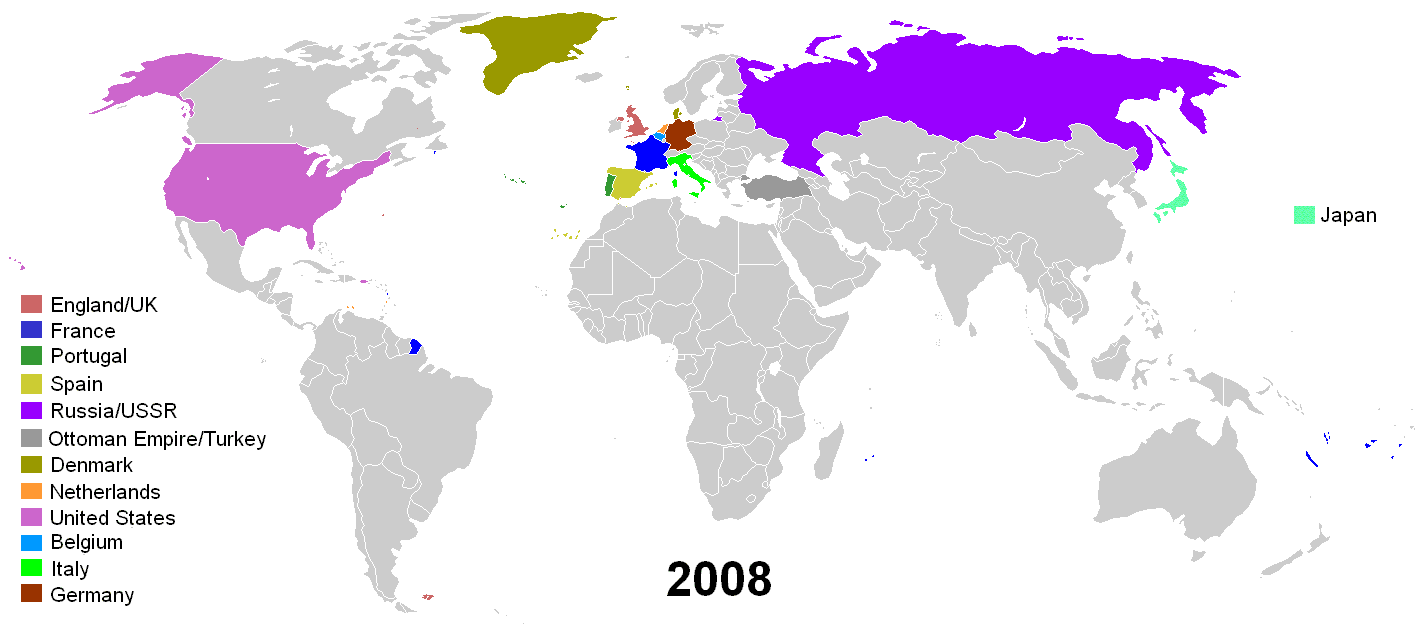 Japan
England/UK
France
Portugal
Spain
Russia/USSR
Ottoman Empire/Turkey
Denmark
Netherlands
United States
Belgium
Italy
Germany
2008